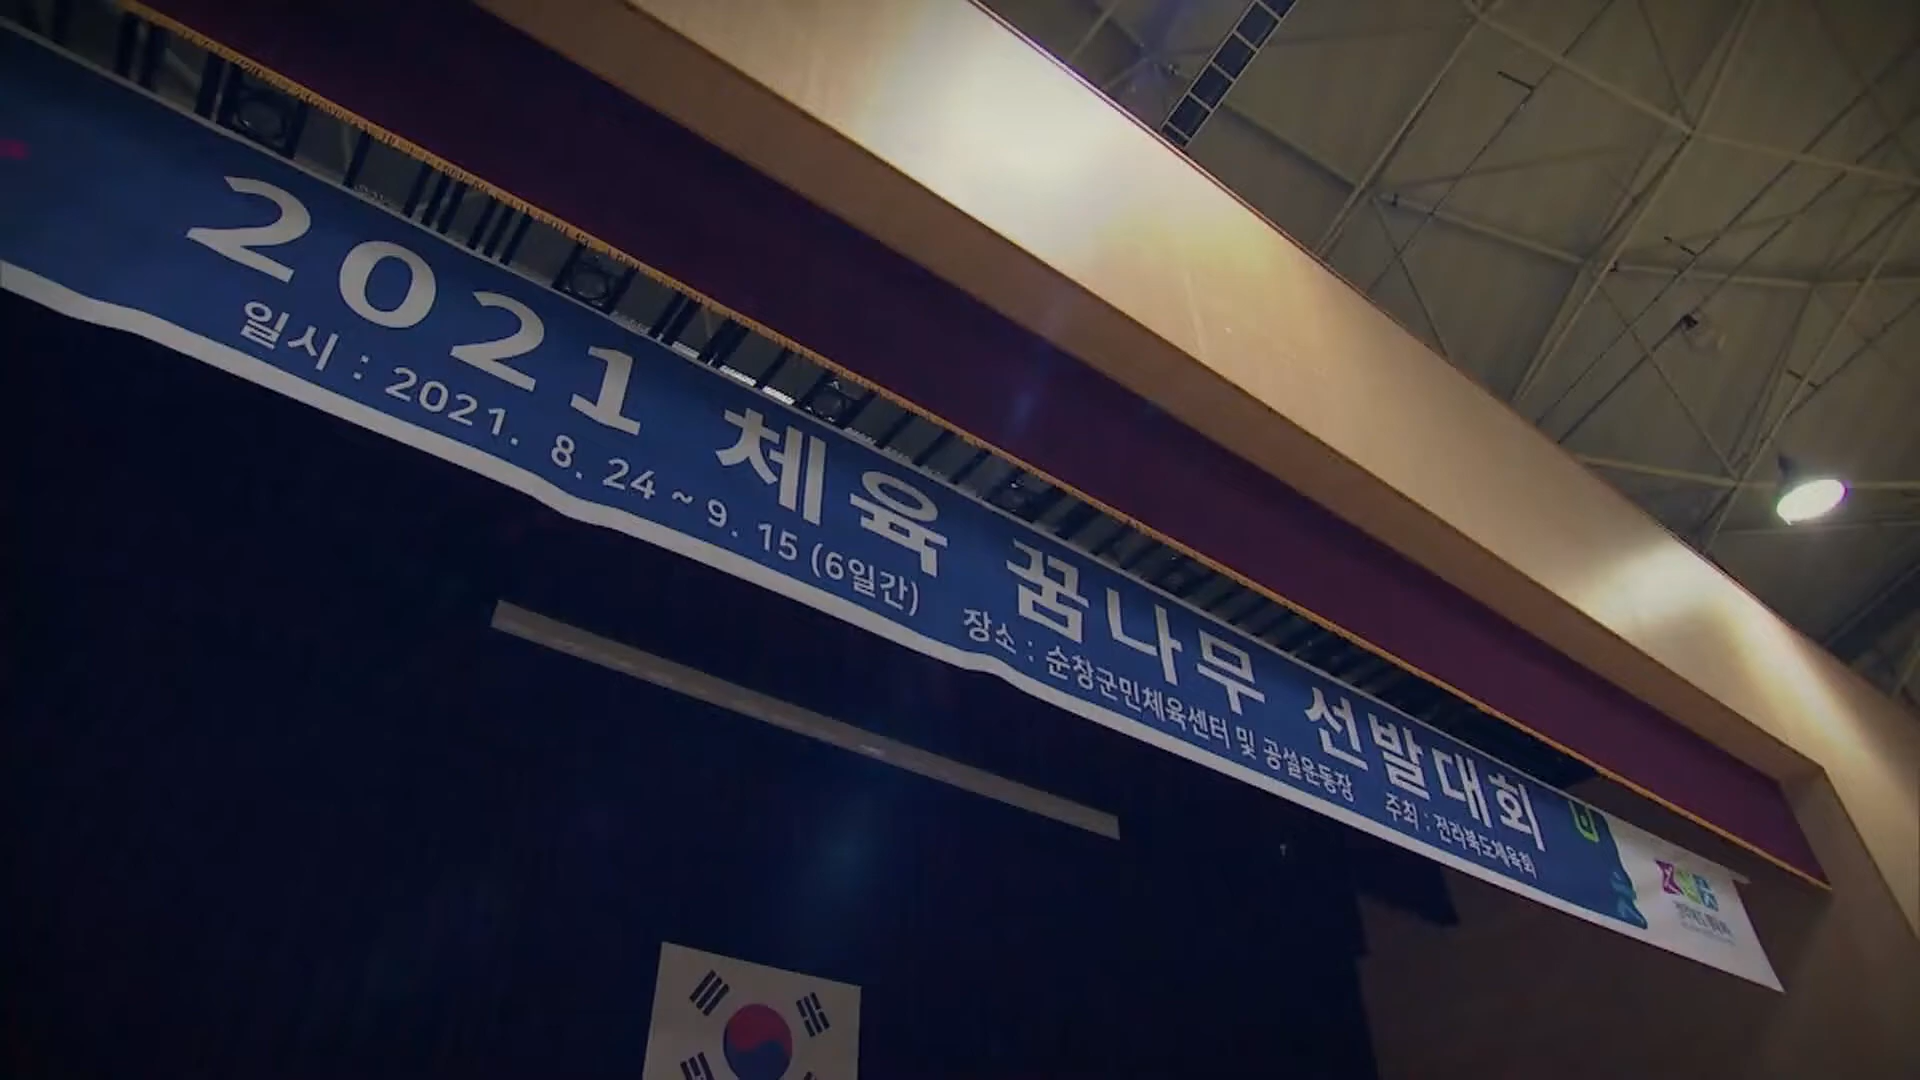 2021 체육 꿈나무 선발대회
일시 : 2021. 8. 24 ~ 9. 15 (6일간) 장소 : 순창군민체육센터 및 공설운동장 주최 : 전라북도체육회